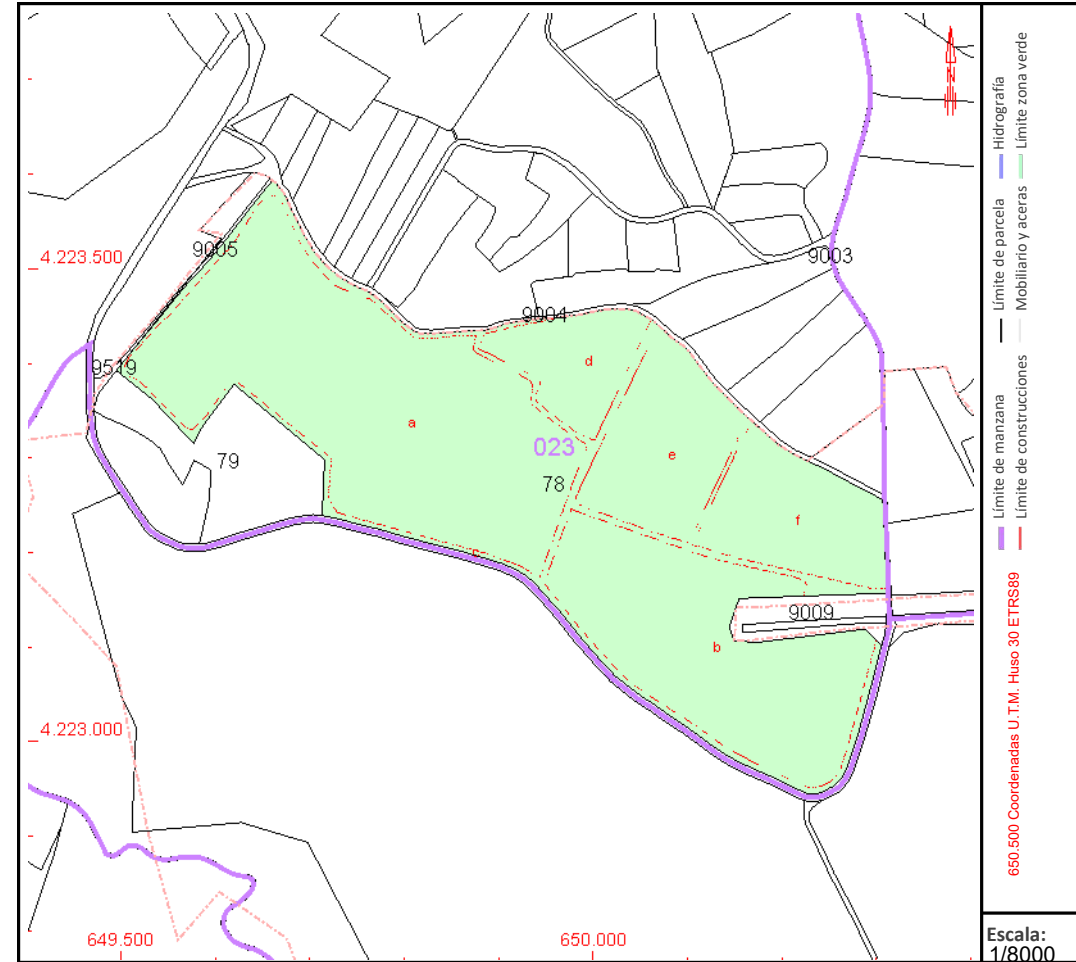 4.223.500
9005
9003
9004
9519
d
a
023
e
79
78
f
c
9009
b
4.223.000
649.500
650.000
N
Hidrografía
Límite zona verde
Límite de parcela
Mobiliario y aceras
Límite de manzana
Límite de construcciones
650.500 Coordenadas U.T.M. Huso 30 ETRS89
Escala:
1/8000